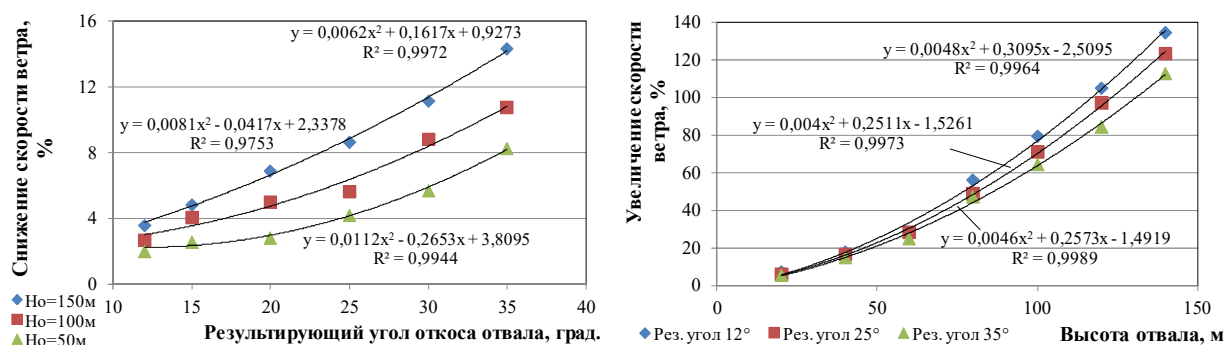 Снижение скорости ветра,
%
16
12
8
4
0
y = 0,0062x² + 0,1617x + 0,9273
R² = 0,9972
y = 0,0081x² - 0,0417x + 2,3378
R² = 0,9753
y = 0,0112x² - 0,2653x + 3,8095
R² = 0,9944
10 15 20 25 30 35 40
Но=150м
Но=100м
Но=50м
Результирующий угол откоса отвала, град.
Увеличение скорости
ветра, %
140
120
100
80
60
40
20
0
y = 0,0048x² + 0,3095x - 2,5095
R² = 0,9964
y = 0,004x² + 0,2511x - 1,5261
R² = 0,9973
y = 0,0046x² + 0,2573x - 1,4919
R² = 0,9989
0 50 100 150
Рез. угол 12° Рез. угол 25° Рез. угол 35°
Высота отвала, м